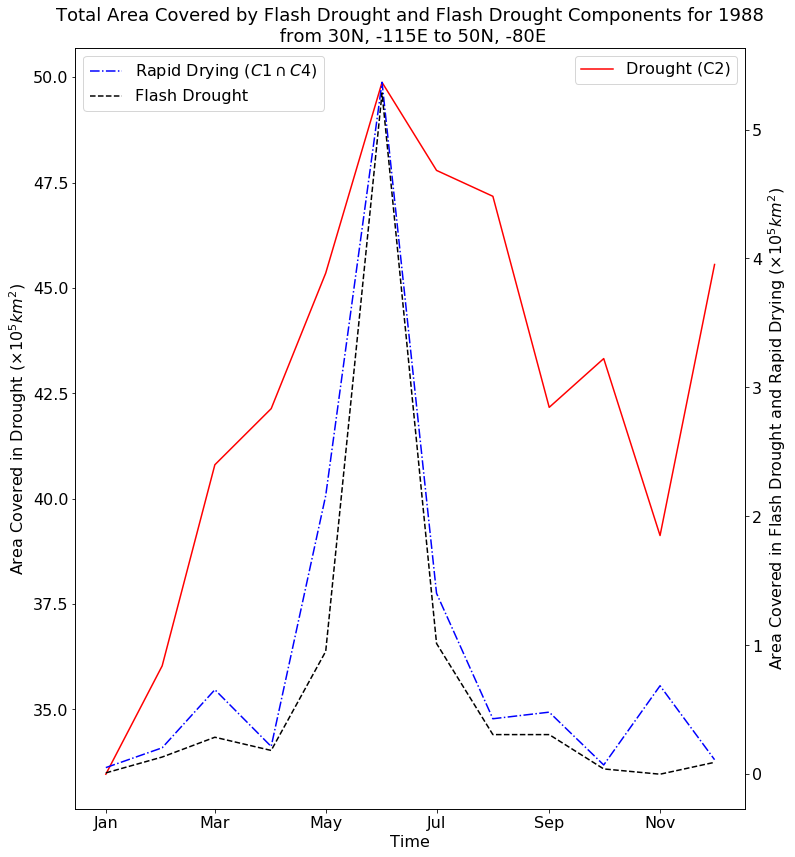 Total Area Covered by Flash Drought and Flash Drought Components for 1988
from 30N, -115E to 50N, -80E
Rapid Drying (C1 ∩ C4)
Flash Drought
Drought (C2)
50.0
47.5
45.0
42.5
40.0
37.5
35.0
Area Covered in Drought (×10⁵km²)
5
4
3
2
1
0
Area Covered in Flash Drought and Rapid Drying (×10⁵km²)
Jan Mar May Jul Sep Nov
Time